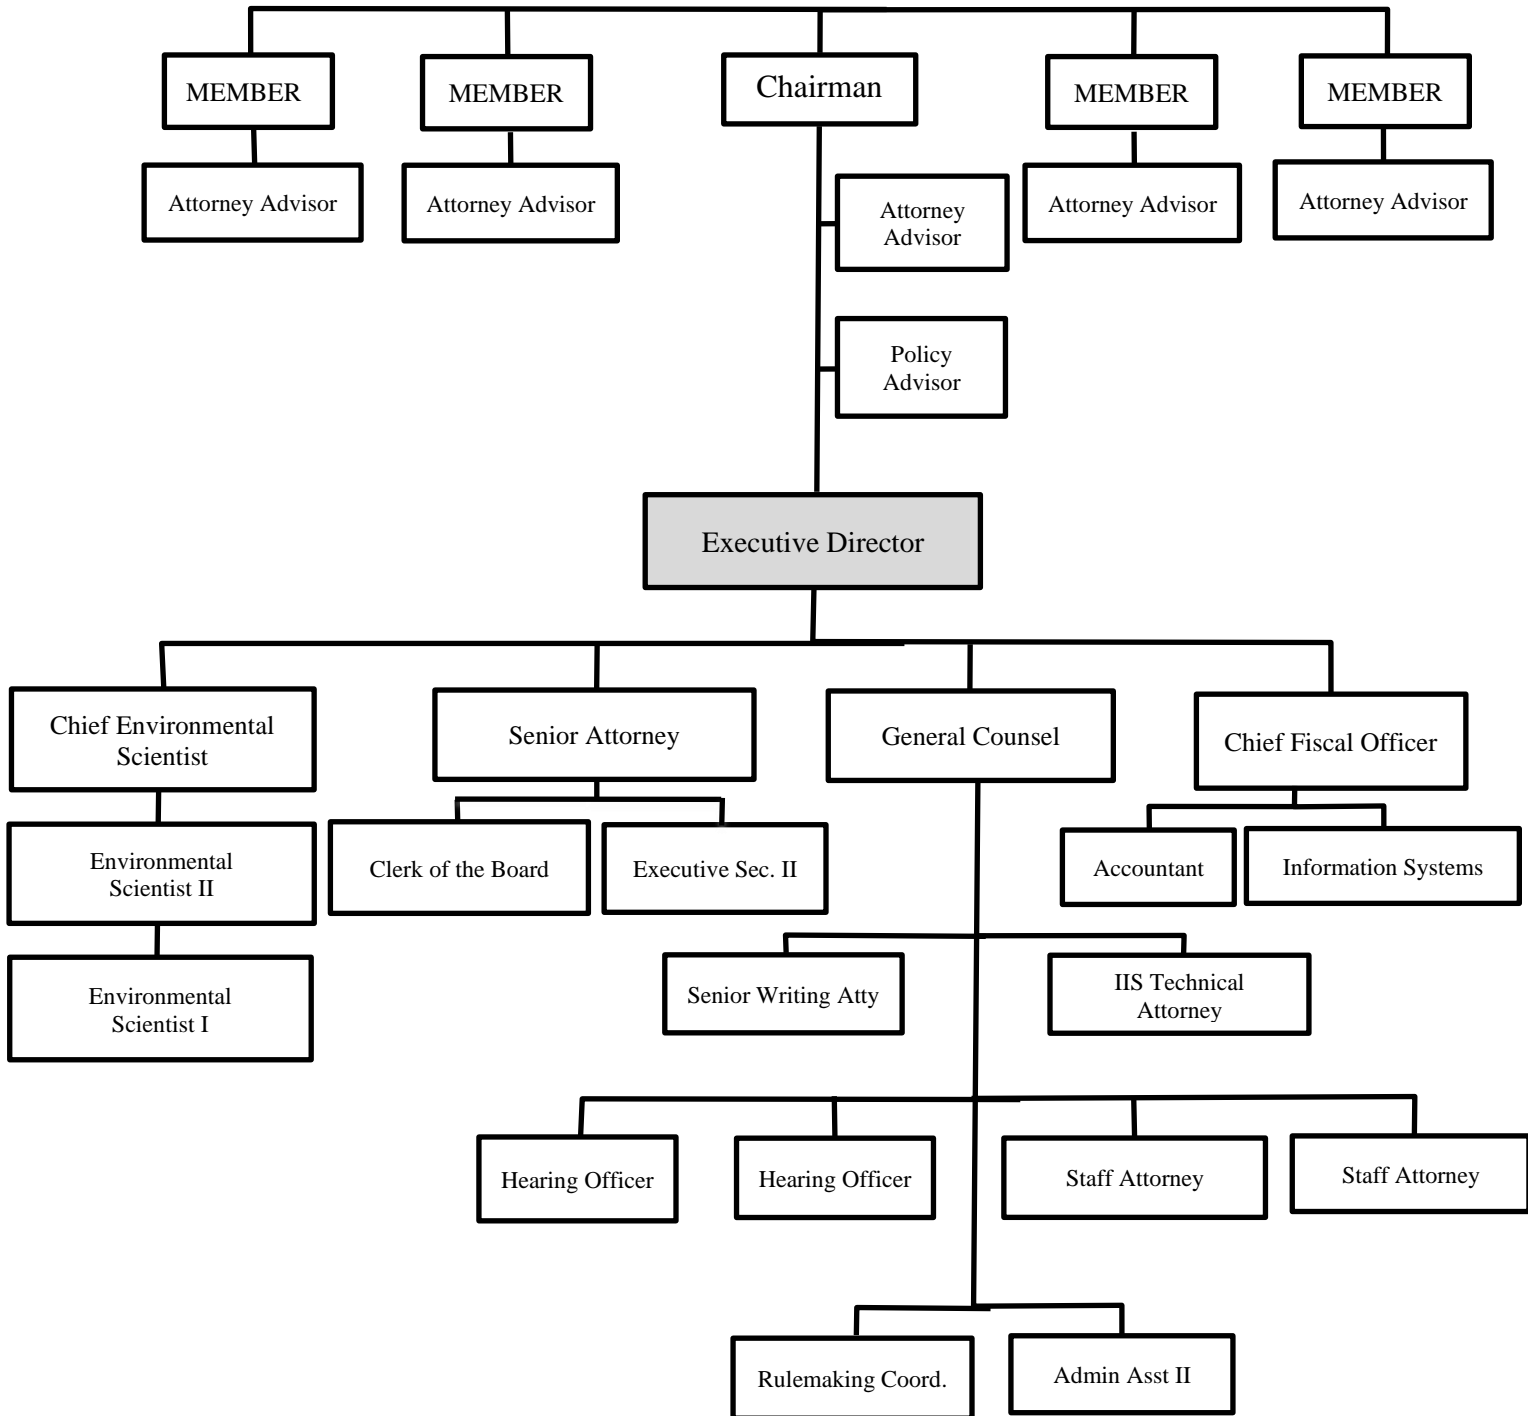 MEMBER
MEMBER
Chairman
MEMBER
MEMBER
Attorney Advisor
Attorney Advisor
Attorney
Advisor
Attorney Advisor
Attorney Advisor
Policy
Advisor
Executive Director
Chief Environmental
Scientist
Senior Attorney
General Counsel
Chief Fiscal Officer
Environmental
Scientist II
Clerk of the Board
Executive Sec. II
Accountant
Information Systems
Environmental
Scientist I
Senior Writing Atty
IIS Technical
Attorney
Hearing Officer
Hearing Officer
Staff Attorney
Staff Attorney
Rulemaking Coord.
Admin Asst II